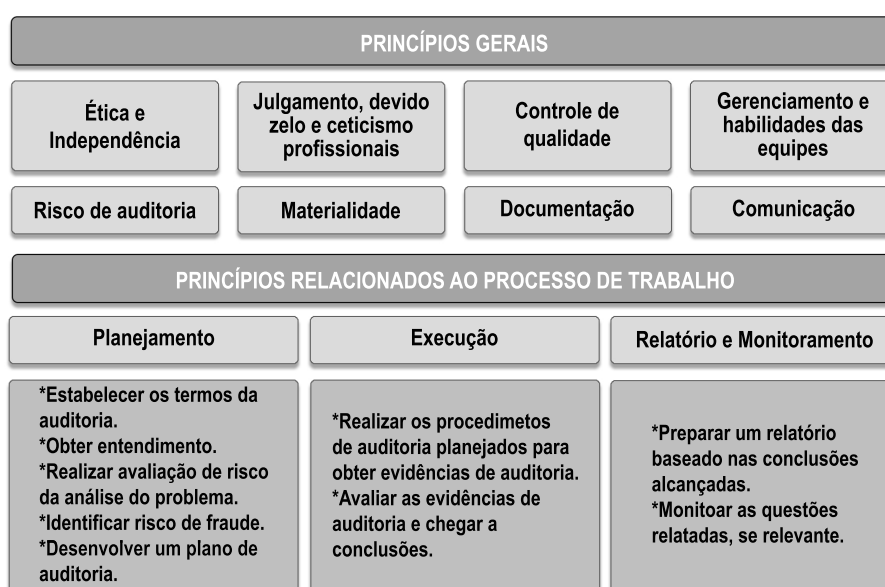 PRINCÍPIOS GERAIS
Ética e
Independência
Julgamento, devido
zelo e ceticismo
profissionais
Controle de
qualidade
Gerenciamento e
habilidades das
equipes
Risco de auditoria
Materialidade
Documentação
Comunicação
PRINCÍPIOS RELACIONADOS AO PROCESSO DE TRABALHO
Planejamento
*Estabelecer os termos da
auditoria.
*Obter entendimento.
*Realizar avaliação de risco
da análise do problema.
*Identificar risco de fraude.
*Desenvolver um plano de
auditoria.
Execução
*Realizar os procedimetos
de auditoria planejados para
obter evidências de auditoria.
*Avaliar as evidências de
auditoria e chegar a
conclusões.
Relatório e Monitoramento
*Preparar um relatório
baseado nas conclusões
alcançadas.
*Monitoar as questões
relatadas, se relevante.